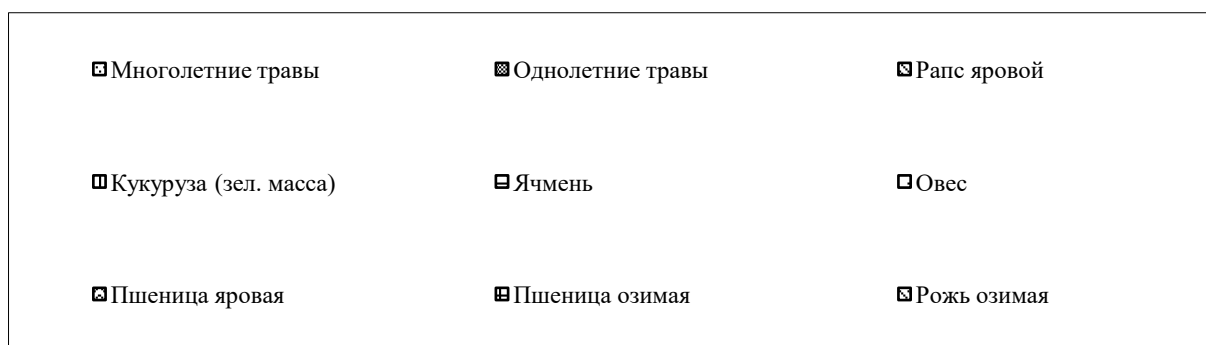 Многолетние травы Однолетние травы Рапс яровой
Кукуруза (зел. масса) Ячмень Овес
Пшеница яровая Пшеница озимая Рожь озимая